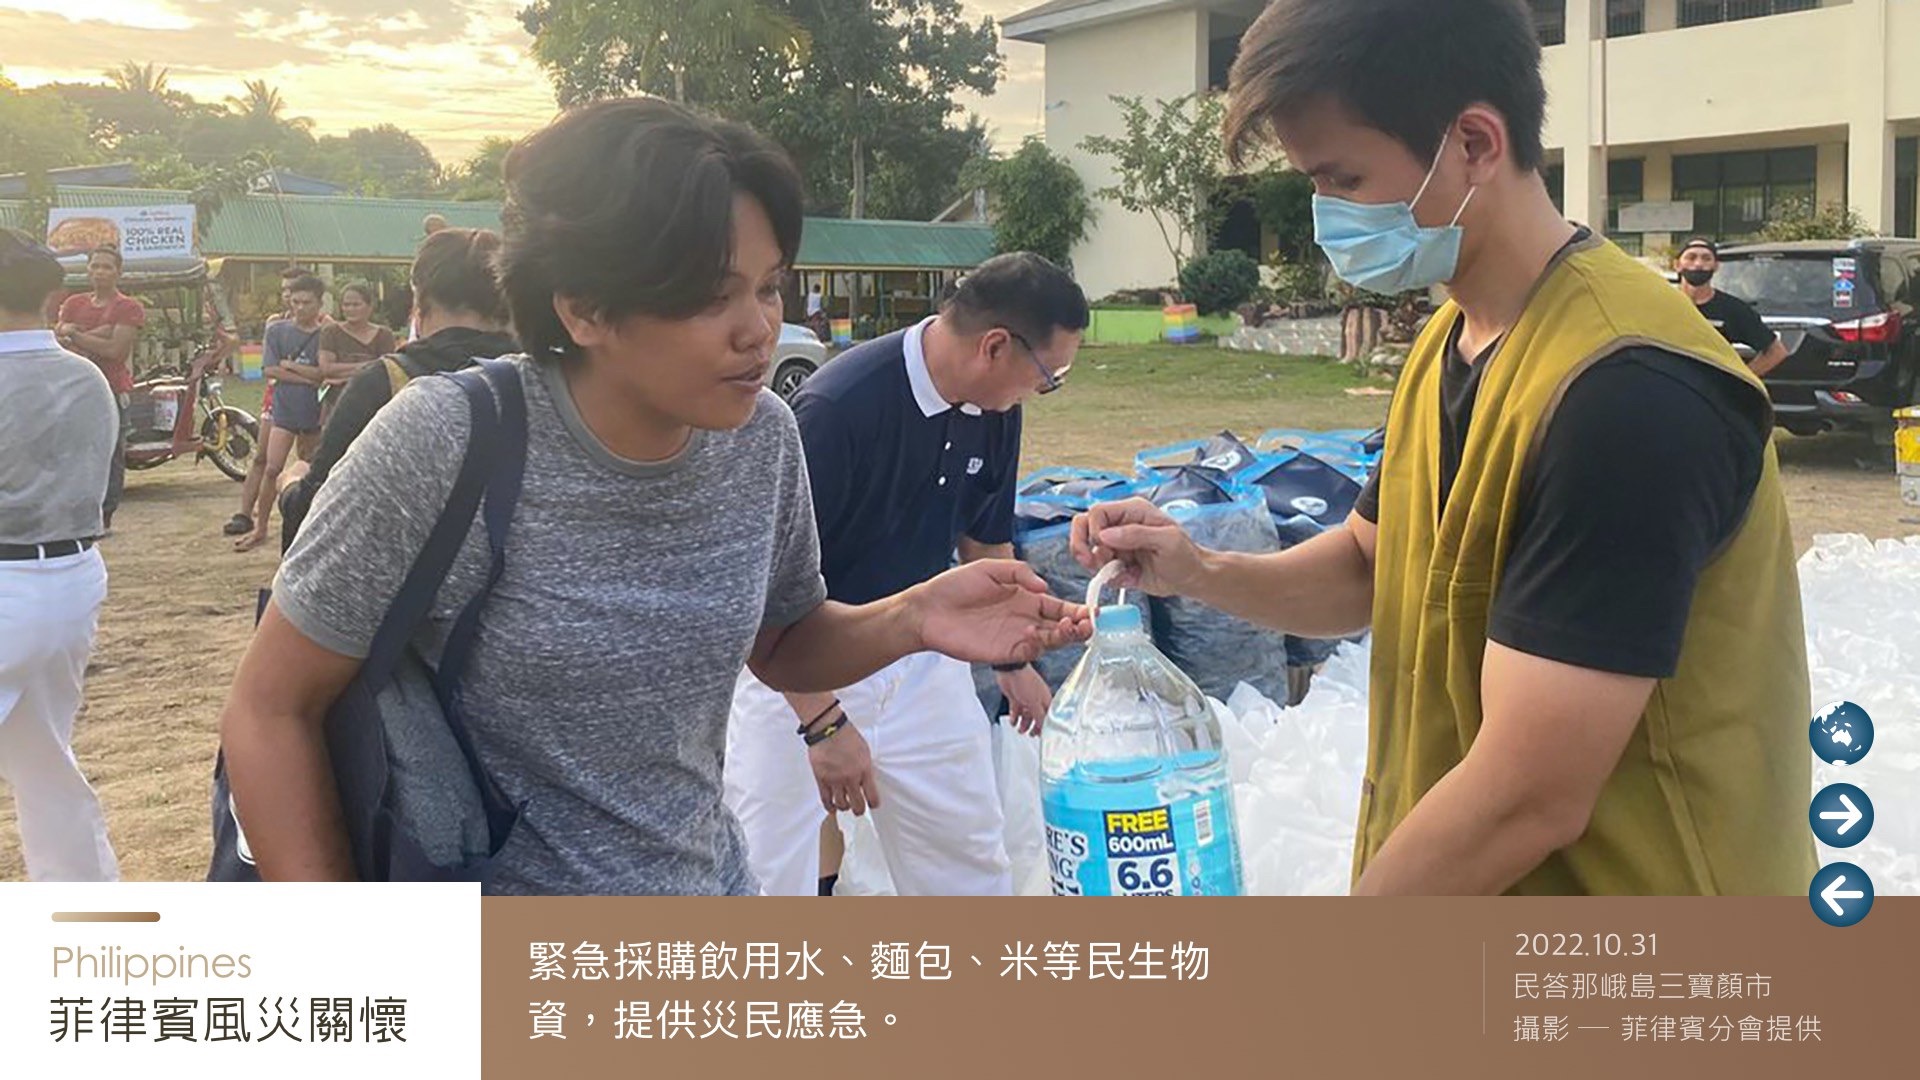 100% REAL
CHICKEN
IN A SANDWICH
FREE
600mL
6.6
LITERS
Philippines
菲律賓風災關懷
緊急採購飲用水、麵包、米等民生物
資，提供災民應急。
2022.10.31
民答那峨島三寶顏市
攝影 — 菲律賓分會提供